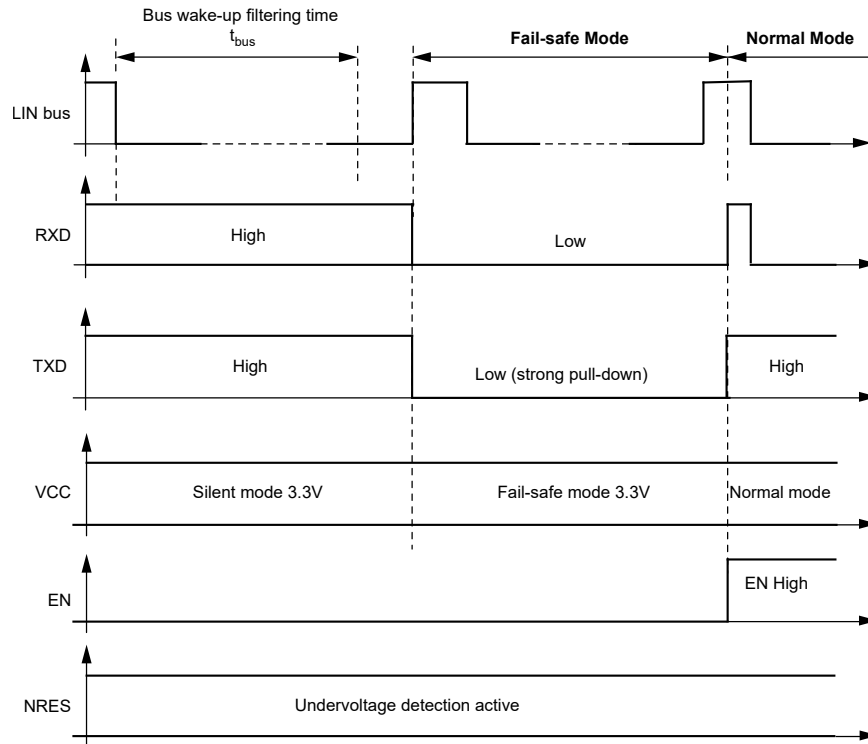 Bus wake-up filtering time
tbus
Fail-safe Mode
Normal Mode
LIN bus
RXD
High
Low
TXD
High
Low (strong pull-down)
High
VCC
Silent mode 3.3V
Fail-safe mode 3.3V
Normal mode
EN
EN High
NRES
Undervoltage detection active